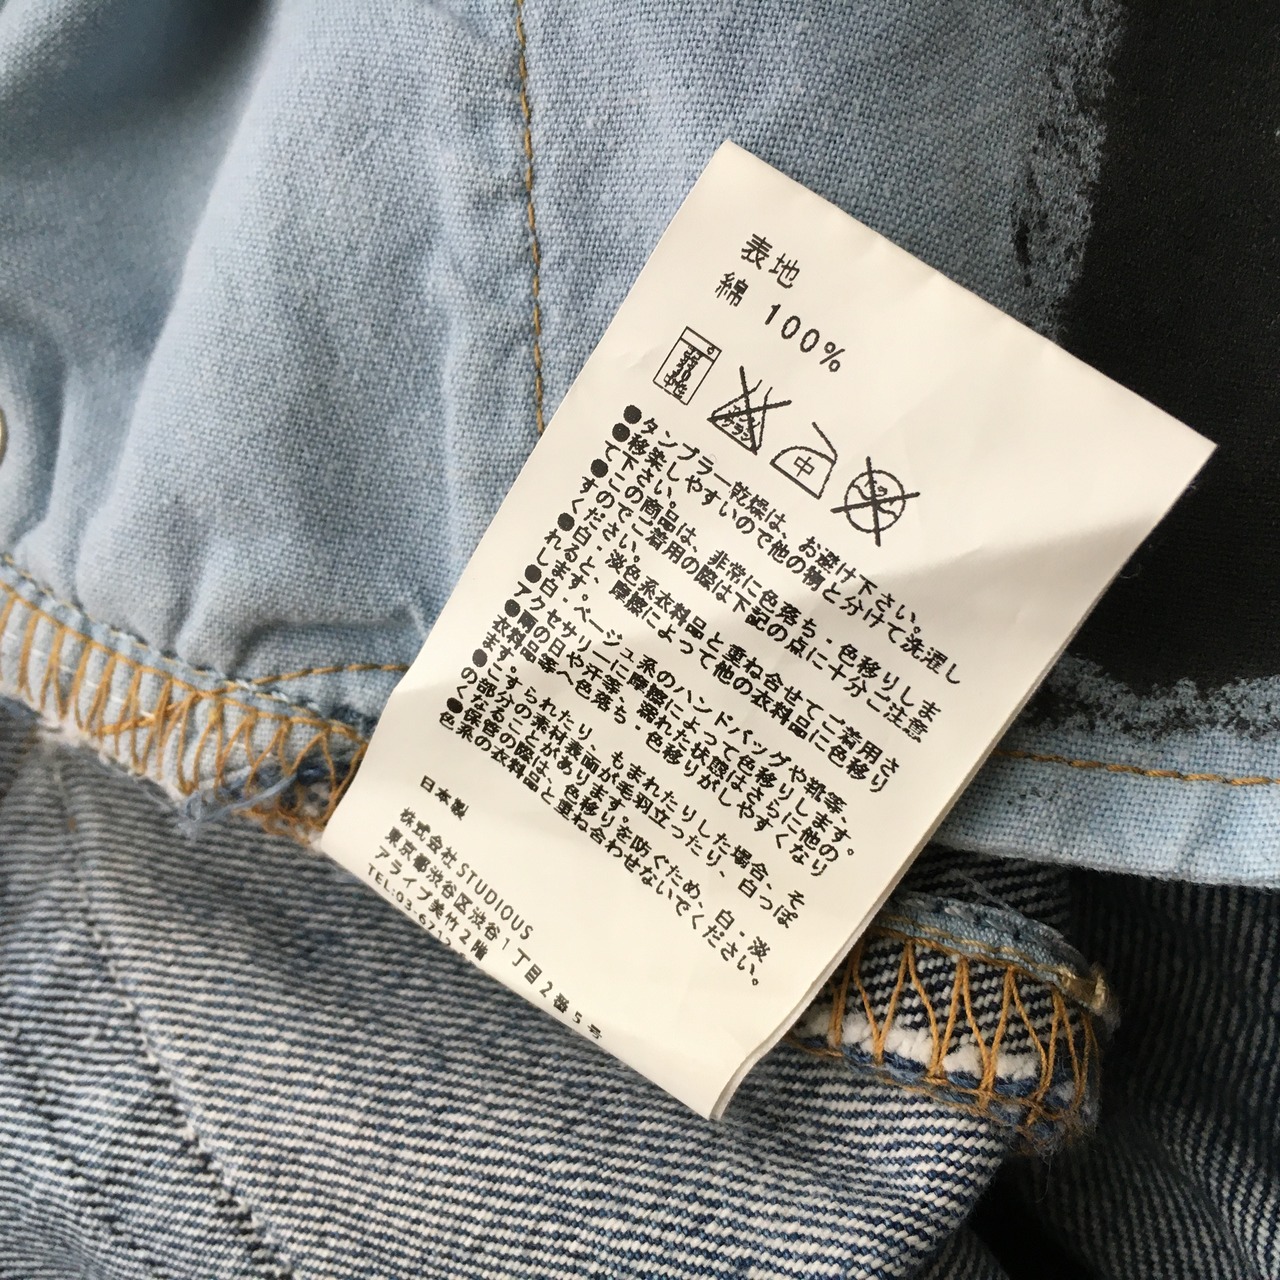 表地
綿 100%
中
●タンブラー乾燥は、お避け下さい。
●移染しやすいので他の物と分けて洗濯し
て下さい。
●この商品は、非常に色落ち・色移りしま
すのでご着用の際は下記の点に十分ご注意
ください。
●白・淡色系衣料品と重ね合せてご着用さ
れると、摩擦によって他の衣料品に色移り
します。
●白・ベージュ系のハンドバッグや靴等、
アクセサリーに摩擦によって色移りします。
●雨の日や汗等、濡れた状態はさらに他の
衣料品等へ色落ち・色移りがしやすくなり
ます。
●こすられたり、もまれたりした場合、そ
の部分の素材表面が毛羽立ったり、白っぽ
くなることがあります。
●保管の際は、色移りを防ぐため、白・淡
色系の衣料品と重ね合わせないでください。
日本製
株式会社 STUDIOUS
東京都渋谷区渋谷1丁目2番5号
アライブ美竹2階
TEL:03-6712